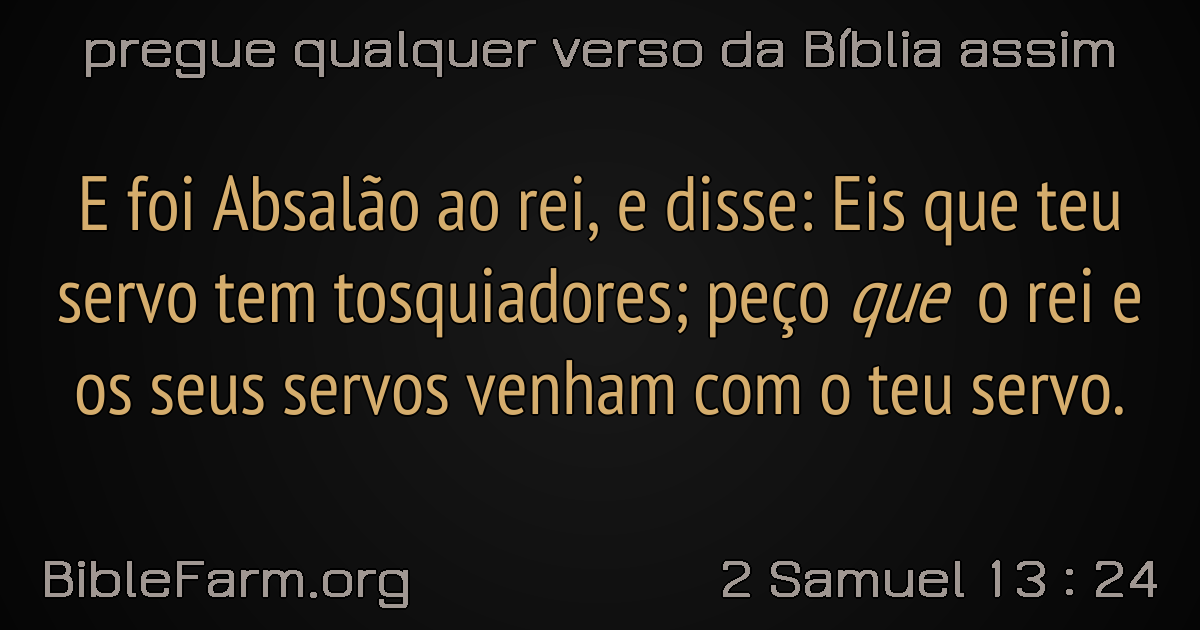 pregue qualquer verso da Bíblia assim
E foi Absalão ao rei, e disse: Eis que teu
servo tem tosquiadores; peço que o rei e
os seus servos venham com o teu servo.
BibleFarm.org
2 Samuel 13 : 24